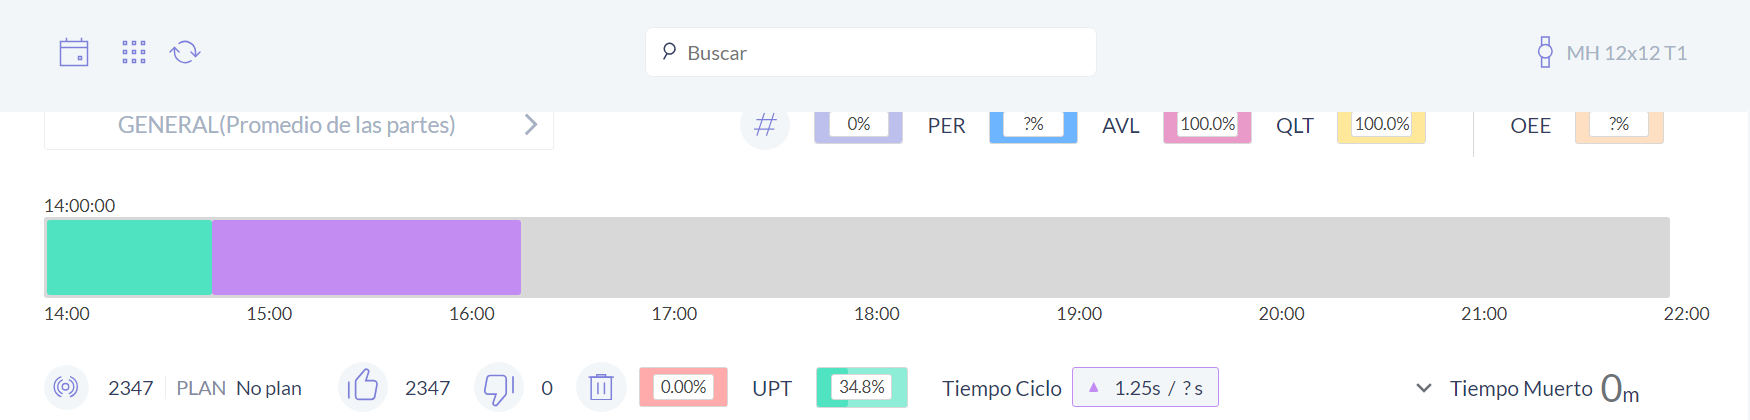 Buscar
MH 12x12 T1
GENERAL(Promedio de las partes)
# 0% PER ?% AVL 100.0% QLT 100.0% OEE ?%
14:00:00
14:00 15:00 16:00 17:00 18:00 19:00 20:00 21:00 22:00
2347 PLAN No plan 2347 0 0.00% UPT 34.8% Tiempo Ciclo 1.25s / ? s Tiempo Muerto 0m